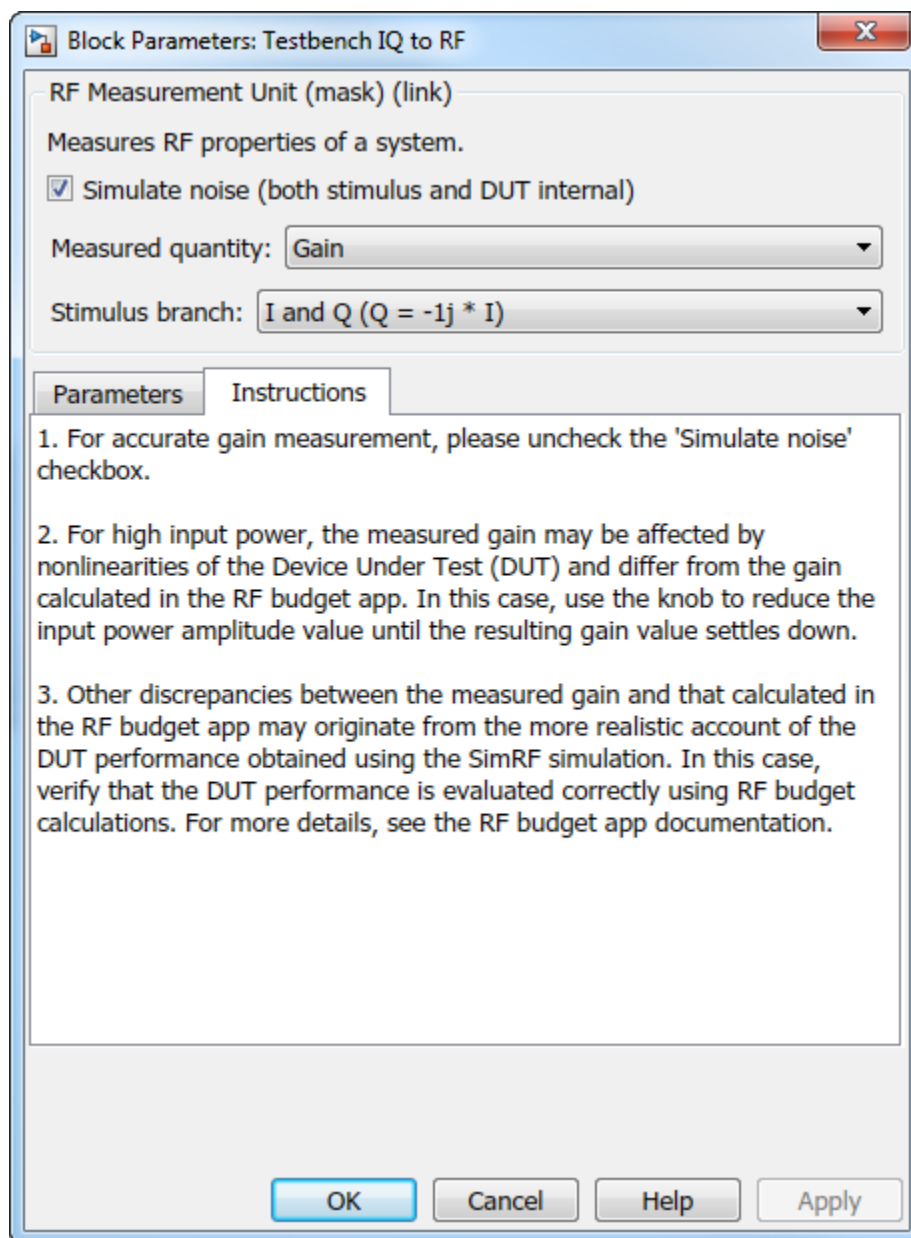 Block Parameters: Testbench IQ to RF
RF Measurement Unit (mask) (link)
Measures RF properties of a system.
Simulate noise (both stimulus and DUT internal)
Measured quantity: Gain
Stimulus branch: I and Q (Q = -1j * I)
Parameters Instructions
1. For accurate gain measurement, please uncheck the 'Simulate noise'
checkbox.
2. For high input power, the measured gain may be affected by
nonlinearities of the Device Under Test (DUT) and differ from the gain
calculated in the RF budget app. In this case, use the knob to reduce the
input power amplitude value until the resulting gain value settles down.
3. Other discrepancies between the measured gain and that calculated in
the RF budget app may originate from the more realistic account of the
DUT performance obtained using the SimRF simulation. In this case,
verify that the DUT performance is evaluated correctly using RF budget
calculations. For more details, see the RF budget app documentation.
OK Cancel Help Apply